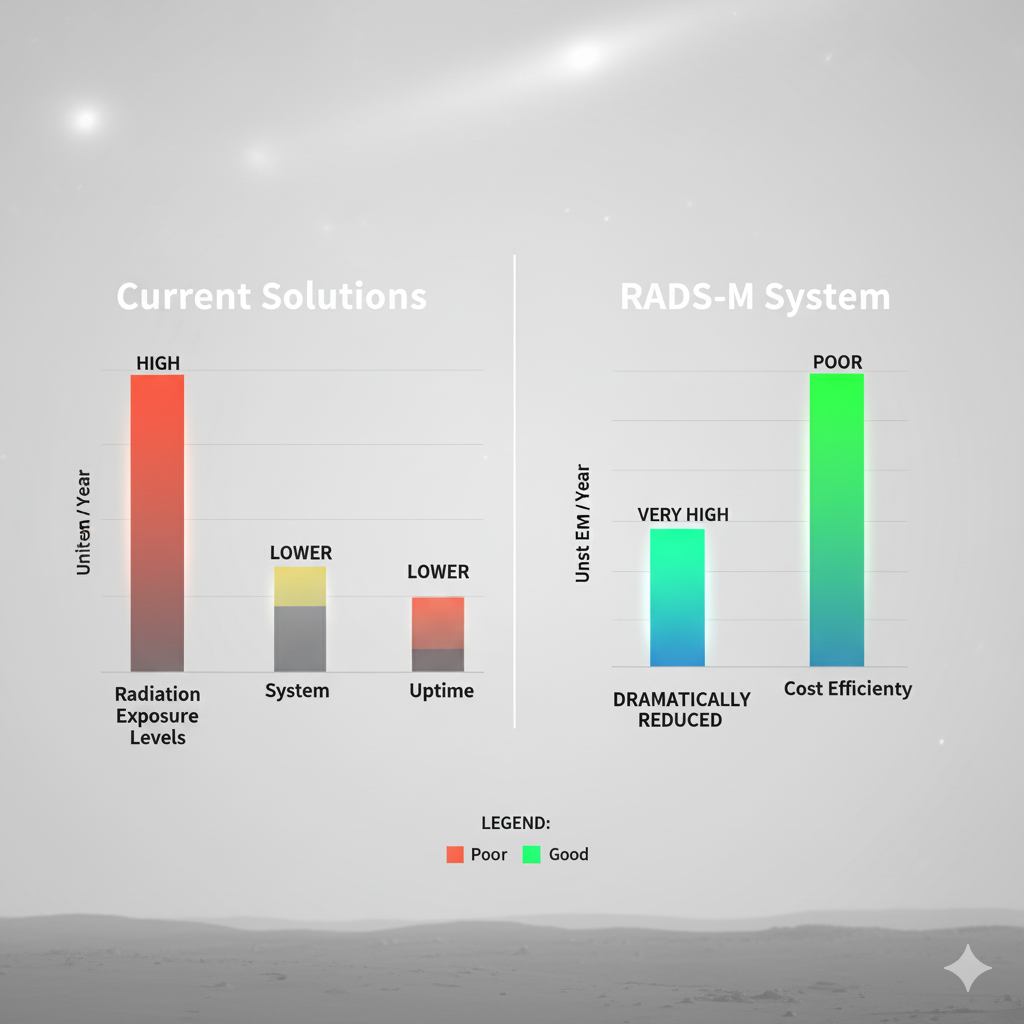 Current Solutions
HIGH
LOWER
LOWER
Uniten / Year
Radiation
Exposure
Levels
System
Uptime
RADS-M System
POOR
VERY HIGH
Unst EM / Year
DRAMATICALLY
REDUCED
Cost Efficienty
LEGEND:
Poor
Good